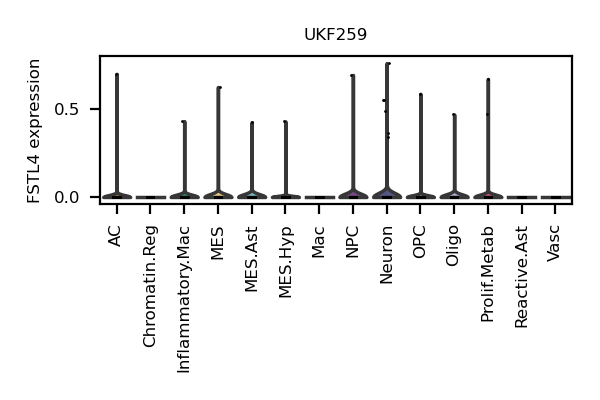 UKF259
FSTL4 expression
0.5
0.0
AC
Chromatin.Reg
Inflammatory.Mac
MES
MES.Ast
MES.Hyp
Mac
NPC
Neuron
OPC
Oligo
Prolif.Metab
Reactive.Ast
Vasc